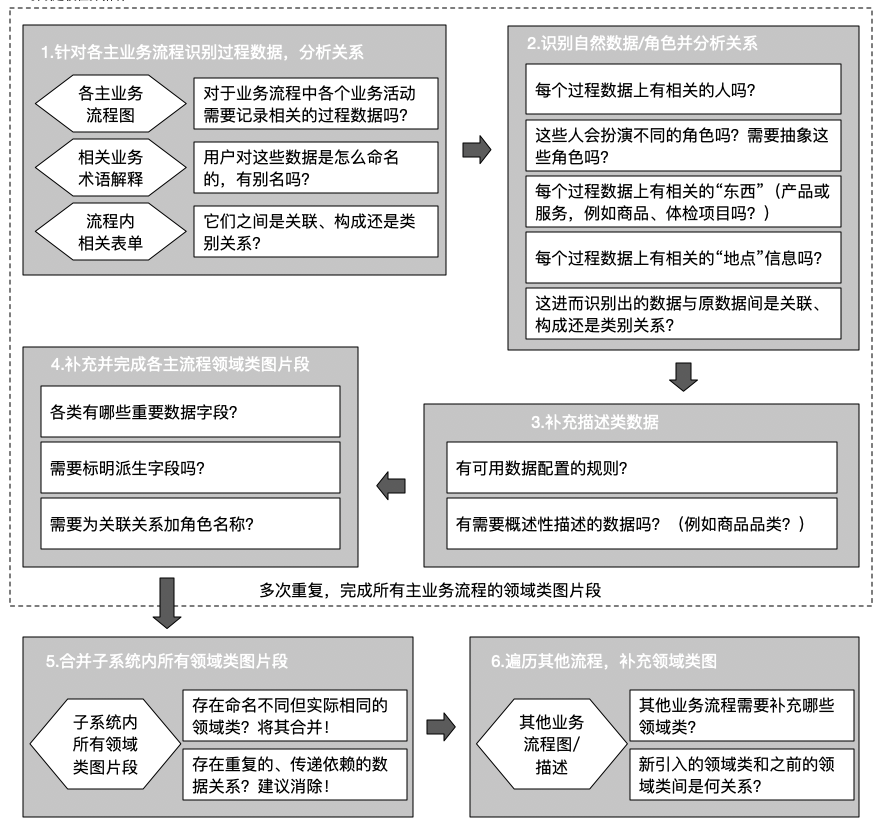 1.针对各主业务流程识别过程数据，分析关系
各主业务
流程图
对于业务流程中各个业务活动
需要记录相关的过程数据吗？
相关业务
术语解释
用户对这些数据是怎么命名
的，有别名吗？
流程内
相关表单
它们之间是关联、构成还是类
别关系？
2.识别自然数据/角色并分析关系
每个过程数据上有相关的人吗？
这些人会扮演不同的角色吗？需要抽象这
些角色吗？
每个过程数据上有相关的“东西”（产品或
服务，例如商品、体检项目吗？）
每个过程数据上有相关的“地点”信息吗？
这进而识别出的数据与原数据间是关联、
构成还是类别关系？
3.补充描述类数据
有可用数据配置的规则？
有需要概述性描述的数据吗？（例如商品品类？）
4.补充并完成各主流程领域类图片段
各类有哪些重要数据字段？
需要标明派生字段吗？
需要为关联关系加角色名称？
多次重复，完成所有主业务流程的领域类图片段
5.合并子系统内所有领域类图片段
子系统内
所有领域
类图片段
存在命名不同但实际相同的
领域类？将其合并！
存在重复的、传递依赖的数
据关系？建议消除！
6.遍历其他流程，补充领域类图
其他业务
流程图/
描述
其他业务流程需要补充哪些
领域类？
新引入的领域类和之前的领
域类间是何关系？